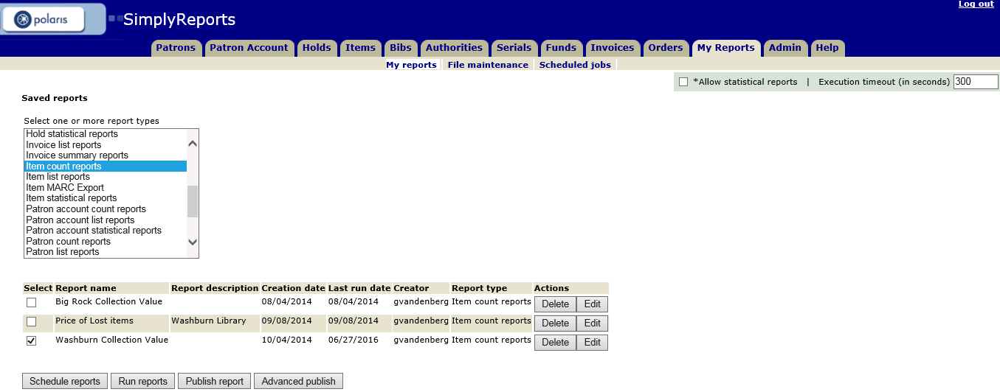 Log out
polaris
SimplyReports
Patrons Patron Account Holds Items Bibs Authorities Serials Funds Invoices Orders My Reports Admin Help
My reports File maintenance Scheduled jobs
*Allow statistical reports | Execution timeout (in seconds) 300
Saved reports
Select one or more report types
Hold statistical reports
Invoice list reports
Invoice summary reports
Item count reports
Item list reports
Item MARC Export
Item statistical reports
Patron account count reports
Patron account list reports
Patron account statistical reports
Patron count reports
Patron list reports
Select Report name Report description Creation date Last run date Creator Report type Actions
Big Rock Collection Value 08/04/2014 08/04/2014 gvandenberg Item count reports Delete Edit
Price of Lost items Washburn Library 09/08/2014 09/08/2014 gvandenberg Item count reports Delete Edit
Washburn Collection Value 10/04/2014 06/27/2016 gvandenberg Item count reports Delete Edit
Schedule reports Run reports Publish report Advanced publish